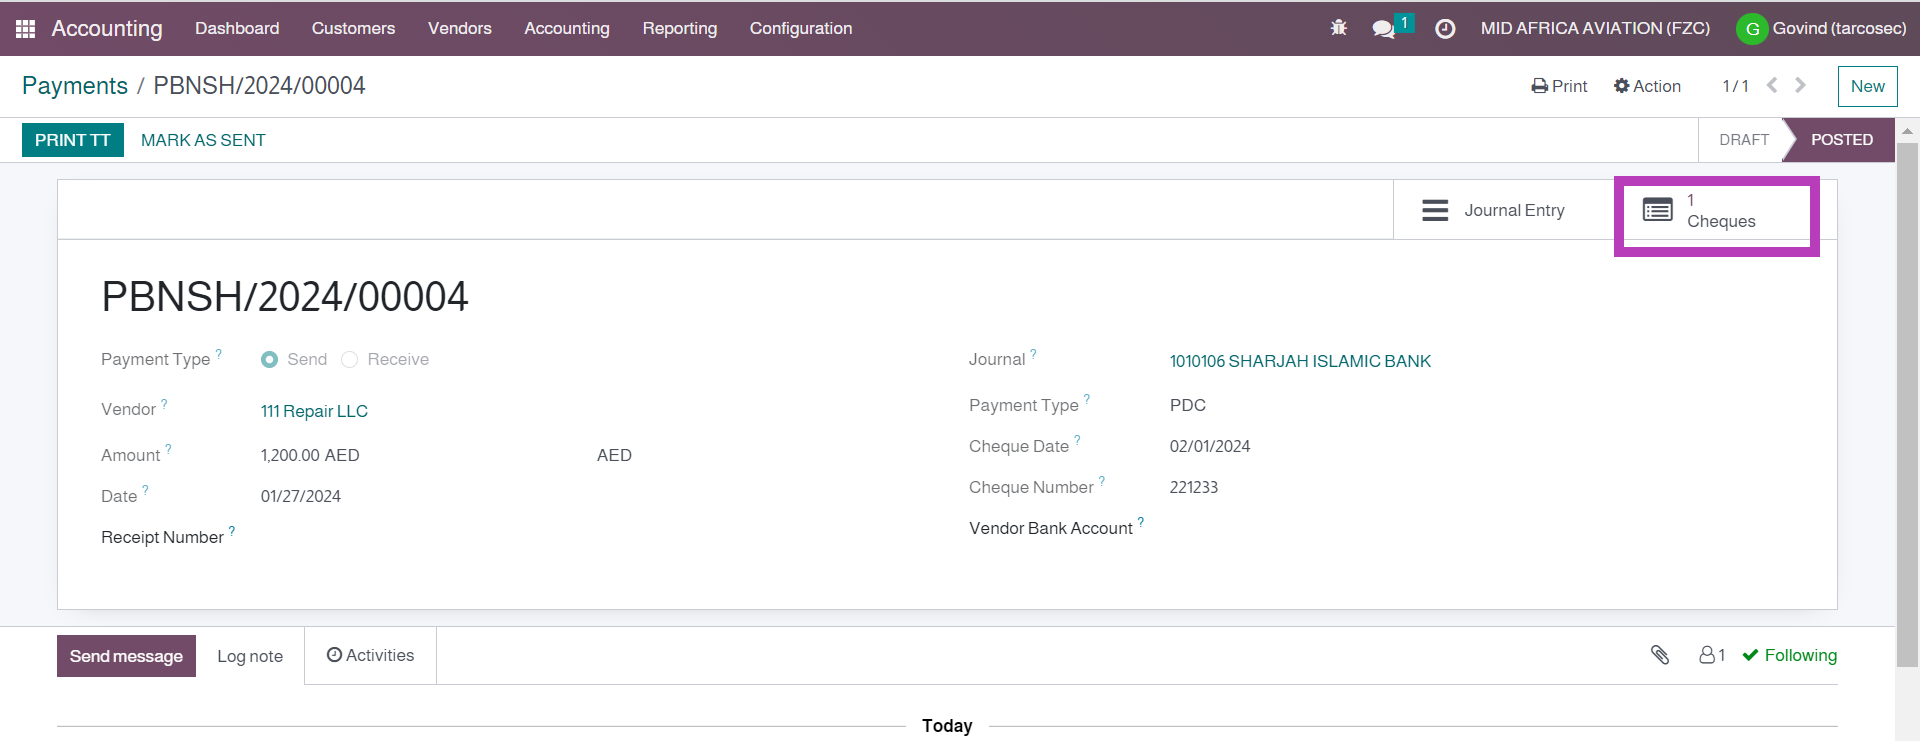 Accounting Dashboard Customers Vendors Accounting Reporting Configuration 1 MID AFRICA AVIATION (FZC) G Govind (tarcosec)
Payments / PBNSH/2024/00004 Print Action 1 / 1 New
PRINT TT MARK AS SENT DRAFT POSTED
Journal Entry 1 Cheques
PBNSH/2024/00004
Payment Type ? Send Receive
Vendor ? 111 Repair LLC
Amount ? 1,200.00 AED AED
Date ? 01/27/2024
Receipt Number ?
Journal ? 1010106 SHARJAH ISLAMIC BANK
Payment Type ? PDC
Cheque Date ? 02/01/2024
Cheque Number ? 221233
Vendor Bank Account ?
Send message Log note Activities 1 Following
Today